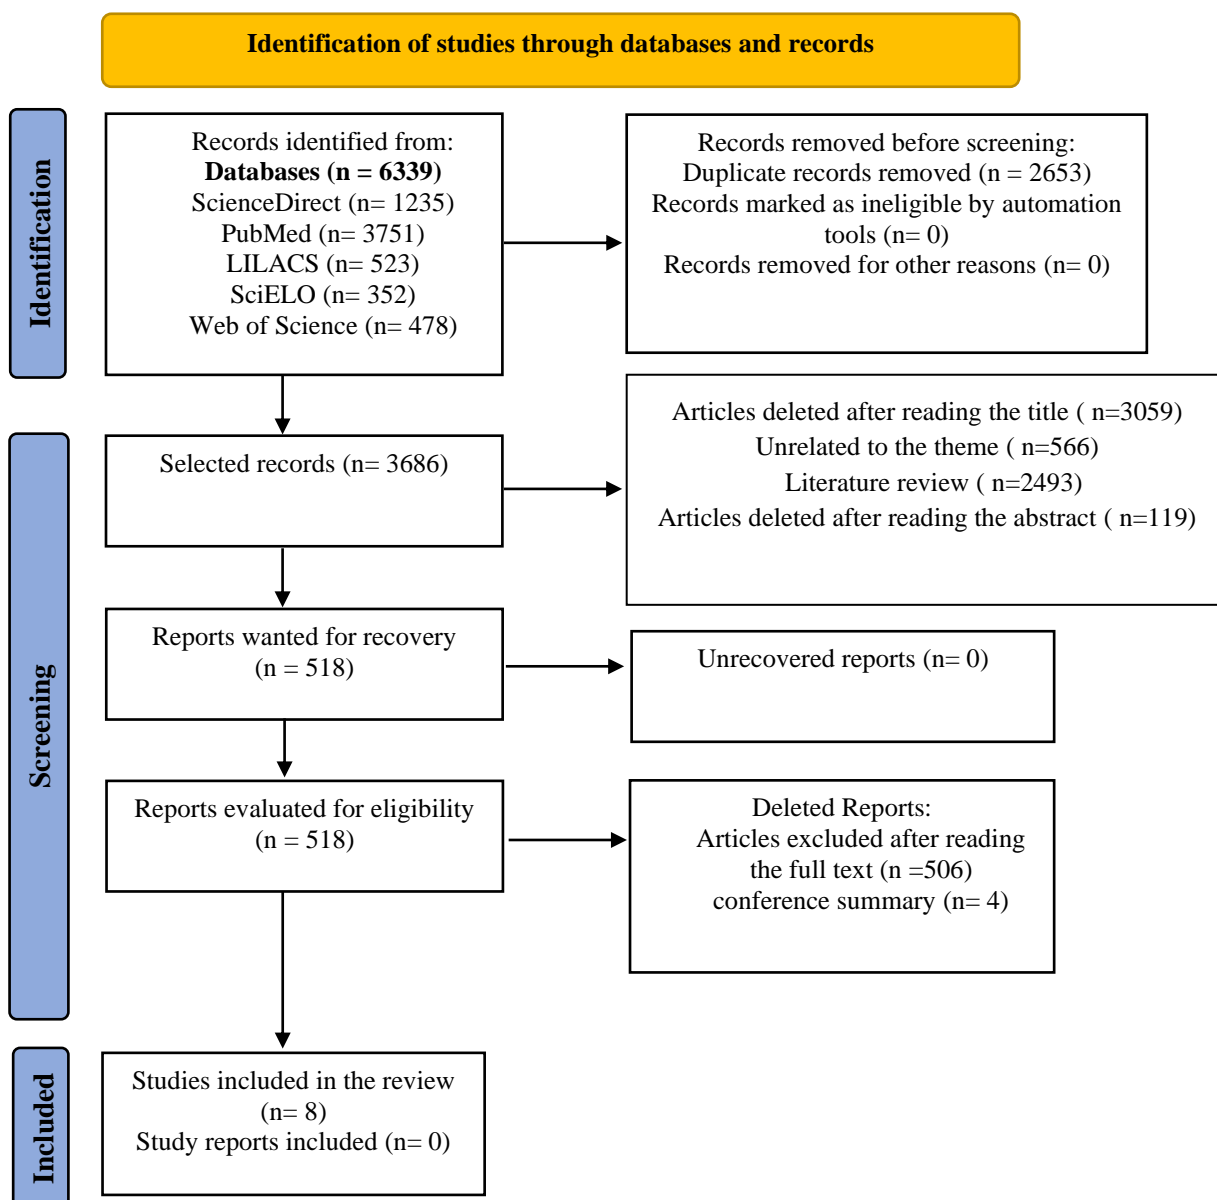 Identification of studies through databases and records
Identification
Records identified from:
Databases (n = 6339)
ScienceDirect (n= 1235)
PubMed (n= 3751)
LILACS (n= 523)
SciELO (n= 352)
Web of Science (n= 478)
Records removed before screening:
Duplicate records removed (n = 2653)
Records marked as ineligible by automation
tools (n= 0)
Records removed for other reasons (n= 0)
Screening
Selected records (n= 3686)
Articles deleted after reading the title ( n=3059)
Unrelated to the theme ( n=566)
Literature review ( n=2493)
Articles deleted after reading the abstract ( n=119)
Reports wanted for recovery
(n = 518)
Unrecovered reports (n= 0)
Reports evaluated for eligibility
(n = 518)
Deleted Reports:
Articles excluded after reading
the full text (n =506)
conference summary (n= 4)
Included
Studies included in the review
(n= 8)
Study reports included (n= 0)